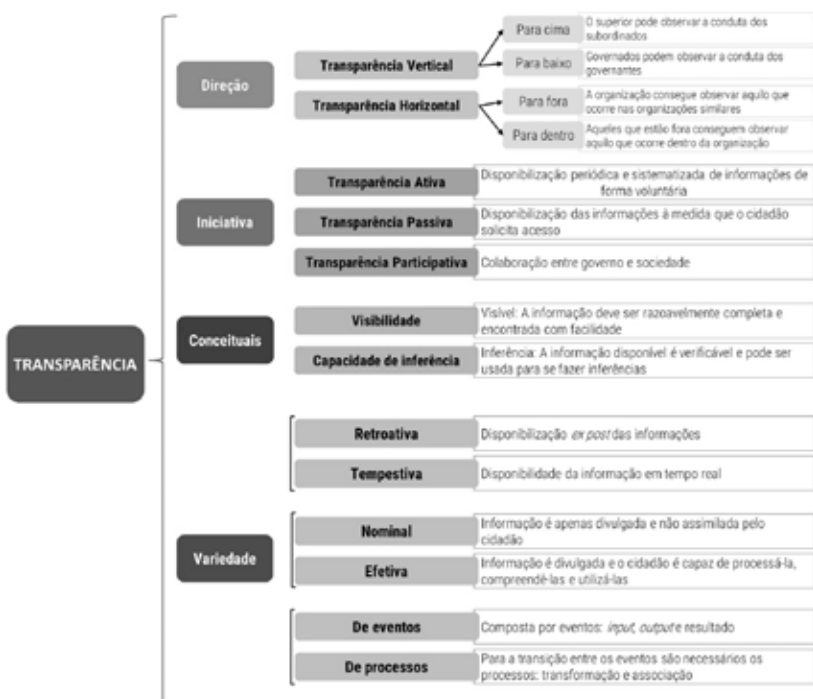 TRANSPARÊNCIA
Direção
Transparência Vertical
Para cima
O superior pode observar a conduta dos
subordinados
Para baixo
Governados podem observar a conduta dos
governantes
Transparência Horizontal
Para fora
A organização consegue observar aquilo que
ocorre nas organizações similares
Para dentro
Aqueles que estão fora conseguem observar
aquilo que ocorre dentro da organização
Iniciativa
Transparência Ativa
Disponibilização periódica e sistematizada de informações de
forma voluntária
Transparência Passiva
Disponibilização das informações à medida que o cidadão
solicita acesso
Transparência Participativa
Colaboração entre governo e sociedade
Conceituais
Visibilidade
Visível: A informação deve ser razoavelmente completa e
encontrada com facilidade
Capacidade de inferência
Inferência: A informação disponível é verificável e pode ser
usada para se fazer inferências
Variedade
Retroativa
Disponibilização ex post das informações
Tempestiva
Disponibilidade da informação em tempo real
Nominal
Informação é apenas divulgada e não assimilada pelo
cidadão
Efetiva
Informação é divulgada e o cidadão é capaz de processá-la,
compreendê-las e utilizá-las
De eventos
Composta por eventos: input, output e resultado
De processos
Para a transição entre os eventos são necessários os
processos: transformação e associação